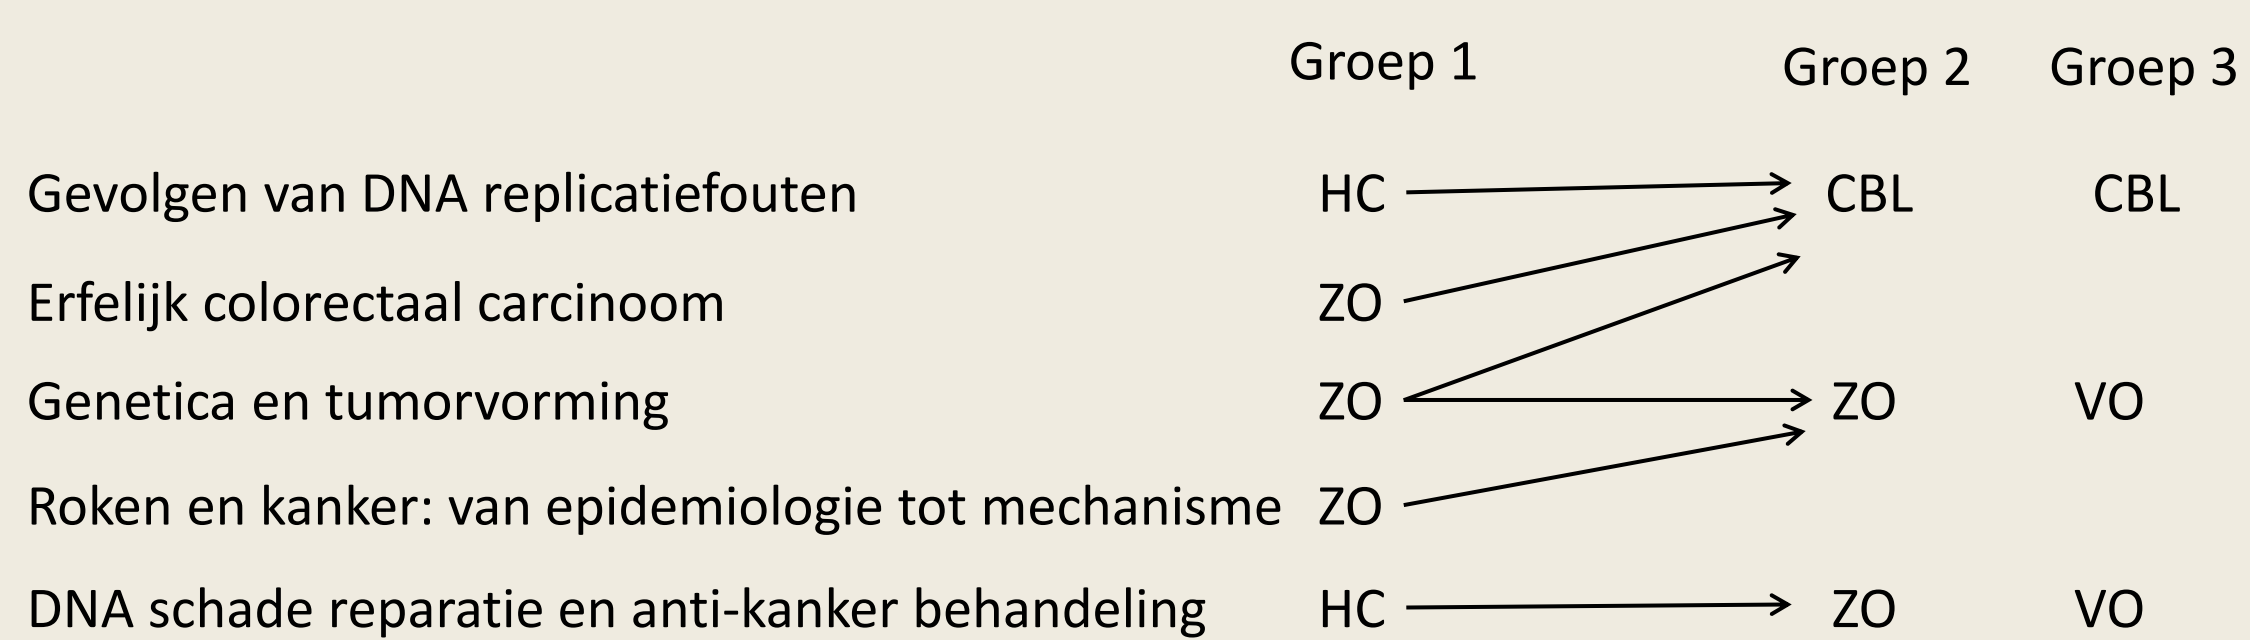 Groep 1 Groep 2 Groep 3
Gevolgen van DNA replicatiefouten HC CBL CBL
Erfelijk colorectaal carcinoom ZO
Genetica en tumorvorming ZO ZO VO
Roken en kanker: van epidemiologie tot mechanisme ZO
DNA schade reparatie en anti-kanker behandeling HC ZO VO